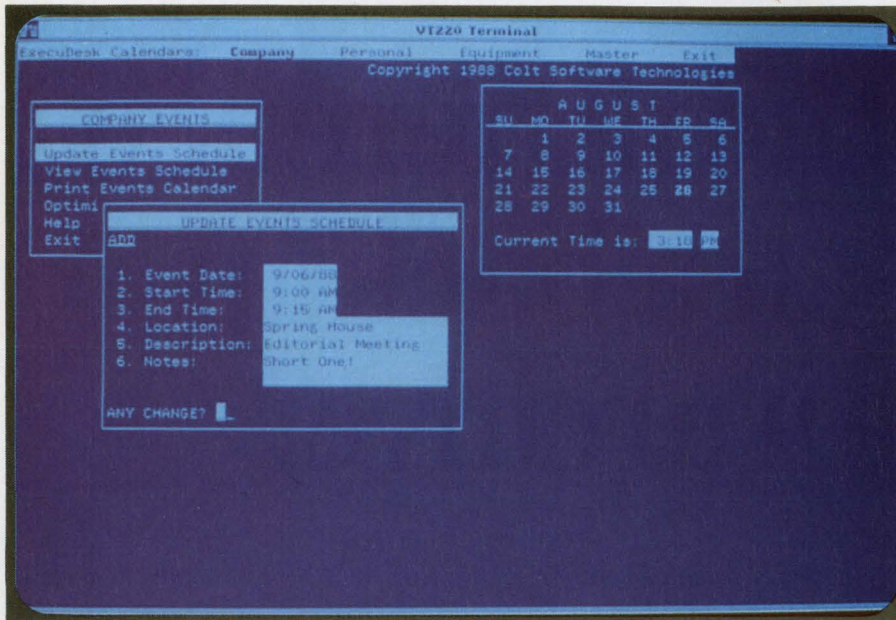 VT220 Terminal
ExecuDesk Calendars: Company Personal Equipment Master Exit
Copyright 1988 Colt Software Technologies
COMPANY EVENTS
Update Events Schedule
View Events Schedule
Print Events Calendar
Optimi
Help
Exit
UPDATE EVENTS SCHEDULE
ADD
1. Event Date: 9/06/88
2. Start Time: 9:00 AM
3. End Time: 9:15 AM
4. Location: Spring House
5. Description: Editorial Meeting
6. Notes: Short One!
ANY CHANGE?
AUGUST
SU MO TU WE TH FR SA
1 2 3 4 5 6
7 8 9 10 11 12 13
14 15 16 17 18 19 20
21 22 23 24 25 26 27
28 29 30 31
Current Time is: 3:18 PM